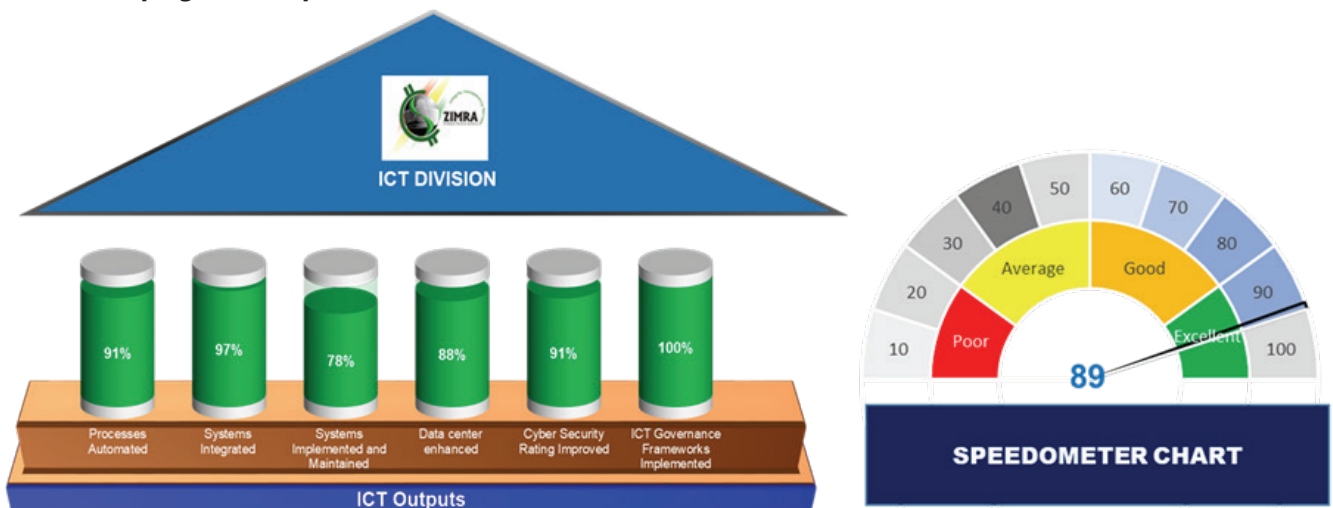 ZIMRA
ICT DIVISION
91%
97%
78%
88%
91%
100%
Processes
Automated
Systems
Integrated
Systems
Implemented and
Maintained
Data center
enhanced
Cyber Security
Rating Improved
ICT Governance
Frameworks
Implemented
ICT Outputs
10
20
30
40
50
60
70
80
90
100
Poor
Average
Good
Excellent
89
SPEEDOMETER CHART